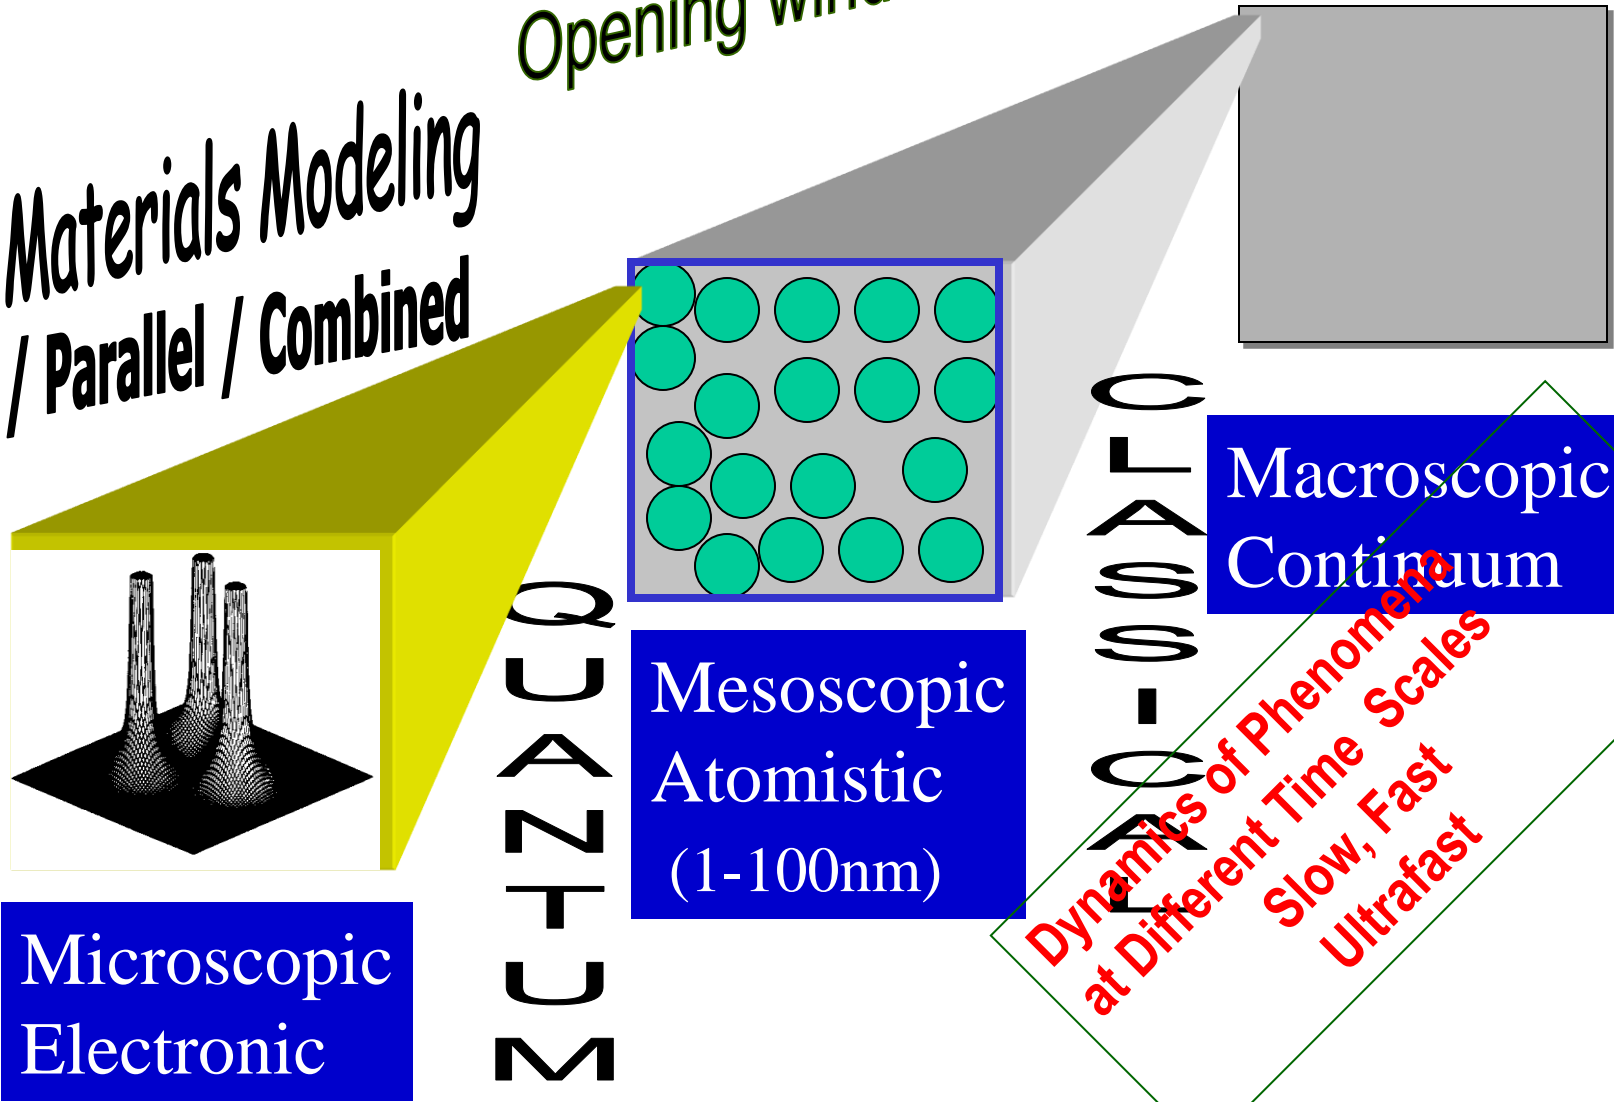 Opening
Materials Modeling
/ Parallel / Combined
QUANTUM
CLASSICAL
Macroscopic
Continuum
Mesoscopic
Atomistic
(1-100nm)
Microscopic
Electronic
Dynamics of Phenomena
at Different Time Scales
Slow, Fast
Ultrafast